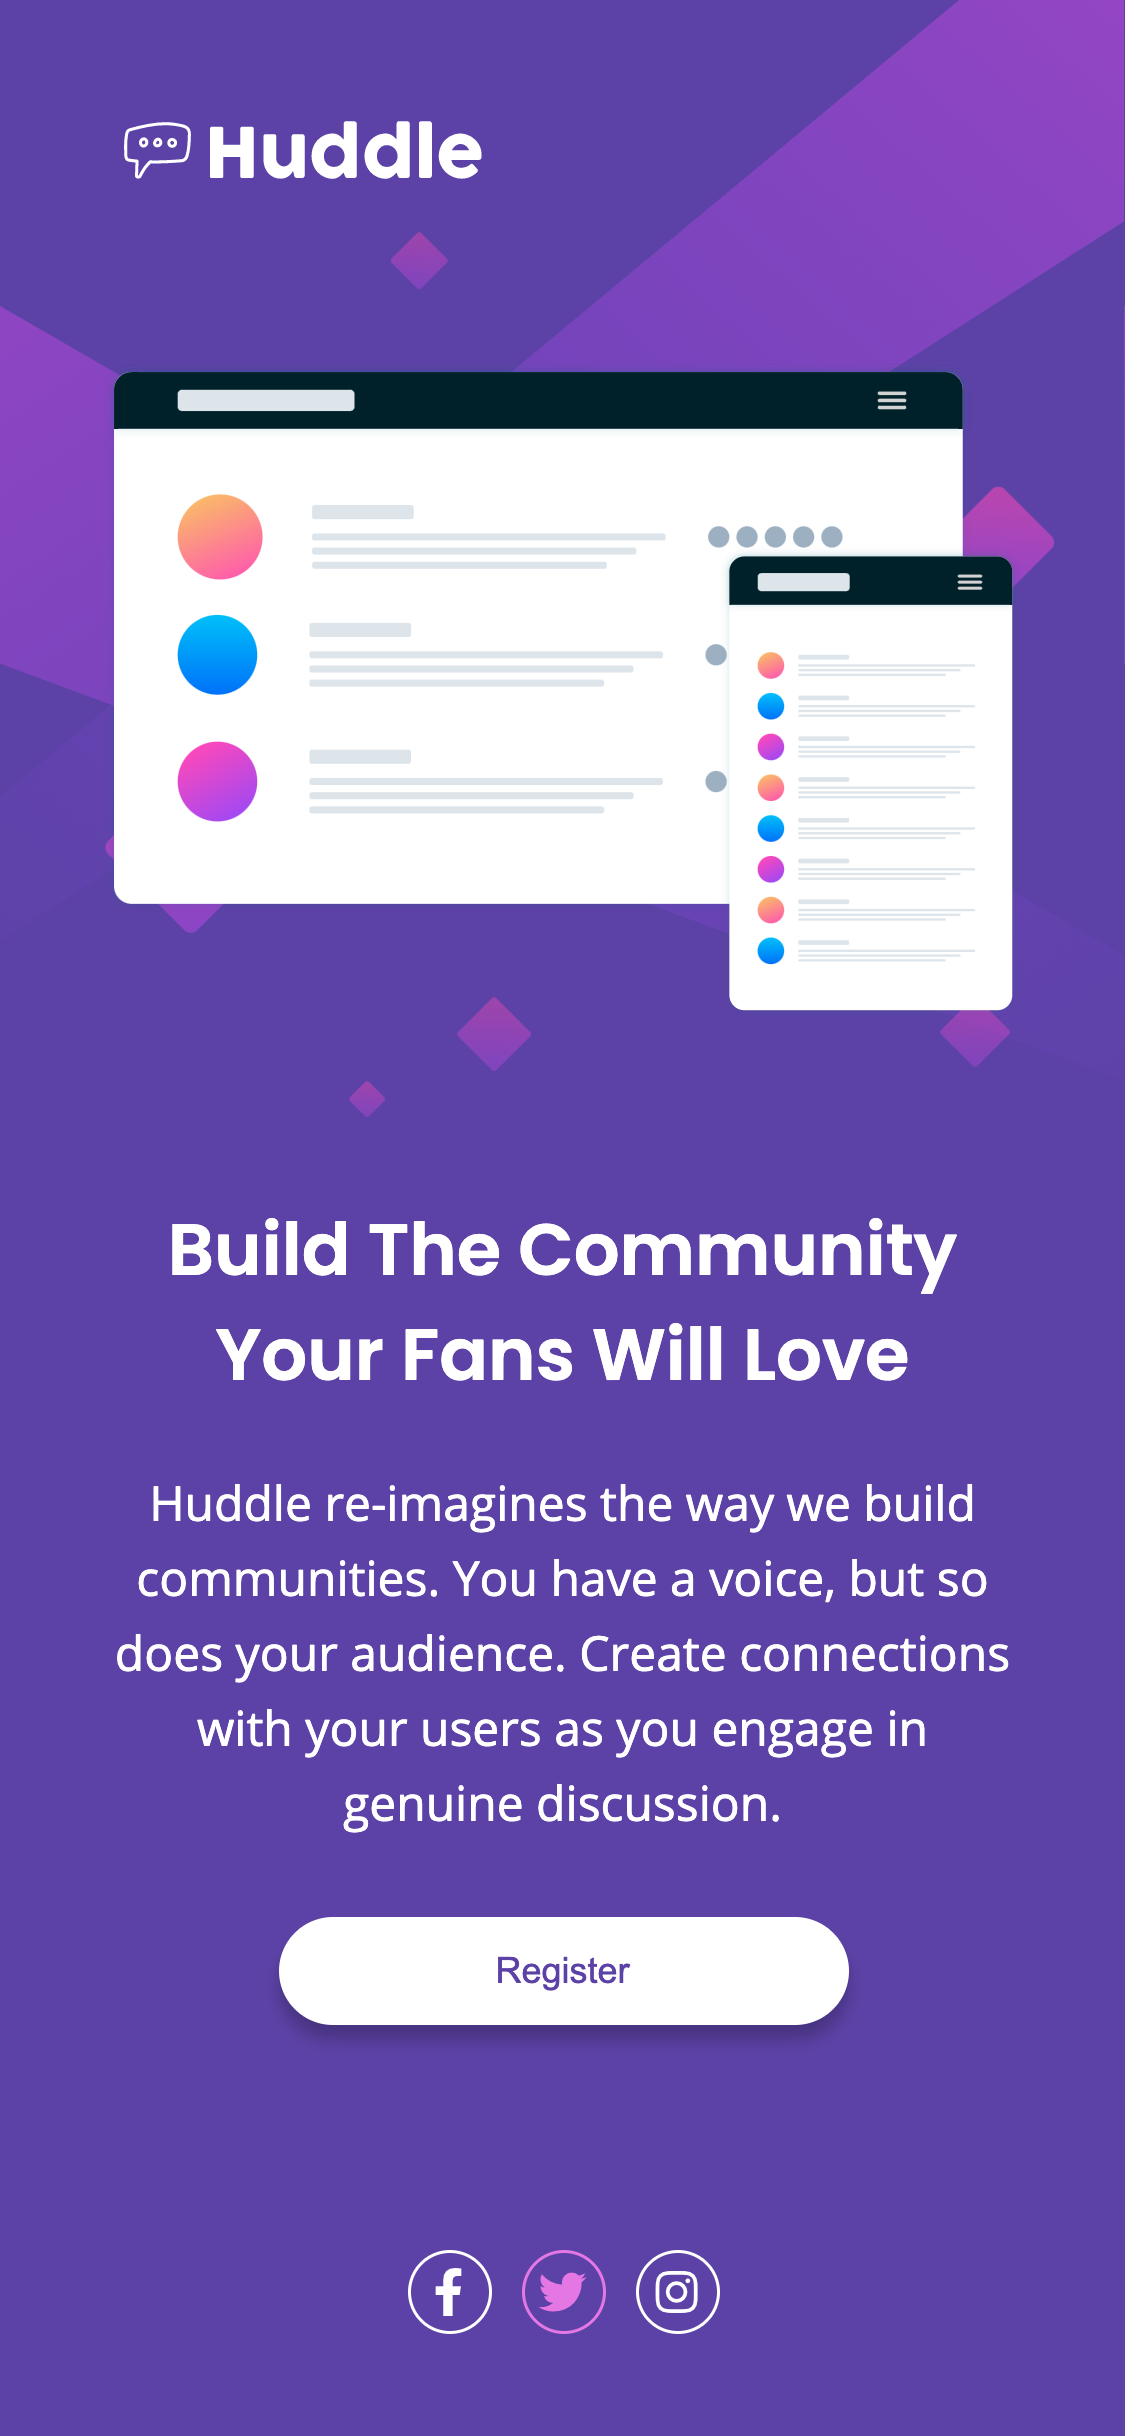 Huddle
Build The Community
Your Fans Will Love
Huddle re-imagines the way we build
communities. You have a voice, but so
does your audience. Create connections
with your users as you engage in
genuine discussion.
Register